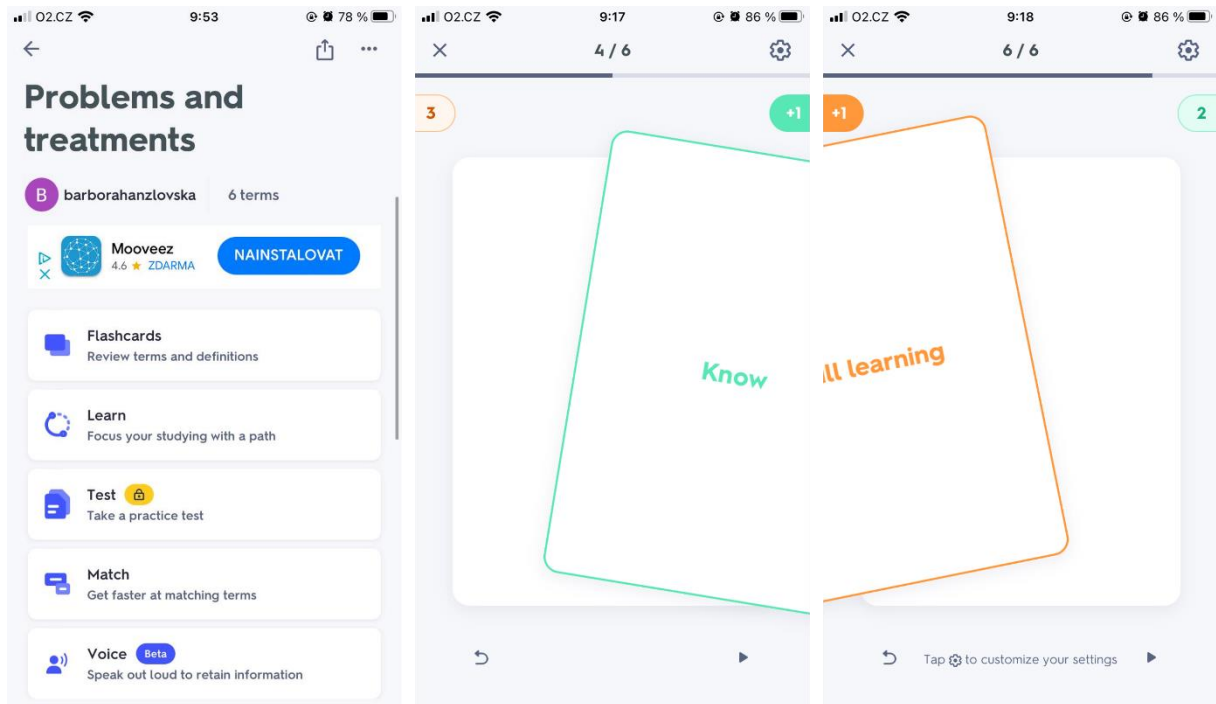 O2.CZ 9:53 78 %
Problems and
treatments
B barborahanzlovska 6 terms
Mooveez
4.6 ★ ZDARMA
NAINSTALOVAT
Flashcards
Review terms and definitions
Learn
Focus your studying with a path
Test
Take a practice test
Match
Get faster at matching terms
Voice Beta
Speak out loud to retain information
O2.CZ 9:17 86 %
4 / 6
3 +1
Know
O2.CZ 9:18 86 %
6 / 6
+1 2
ll learning
Tap to customize your settings